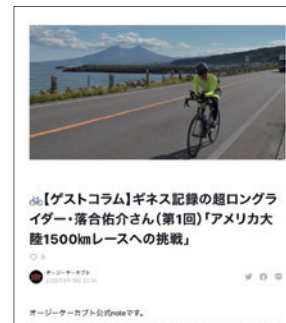 🚲【ゲストコラム】ギネス記録の超ロングラ
イダー・落合佑介さん(第1回)「アメリカ大
陸1500kmレースへの挑戦」
9
オージーケーカブト
オージーケーカブト公式noteです。